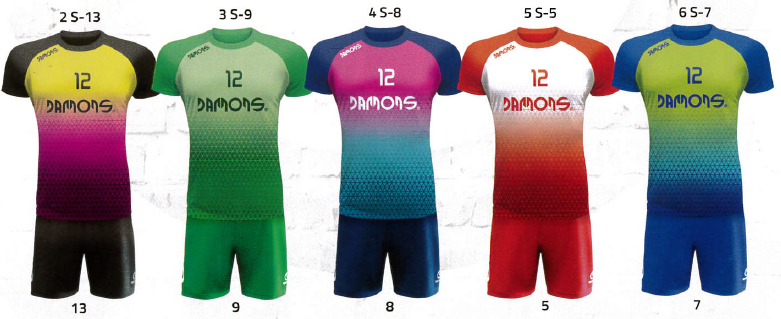 2 S-13
3 S-9
4 S-8
5 S-5
6 S-7
DAMONS.
DAMONS.
DAMONS.
DAMONS.
DAMONS.
12
12
12
12
12
DAMONS
DAMONS
DAMONS
DAMONS
DAMONS
13
9
8
5
7